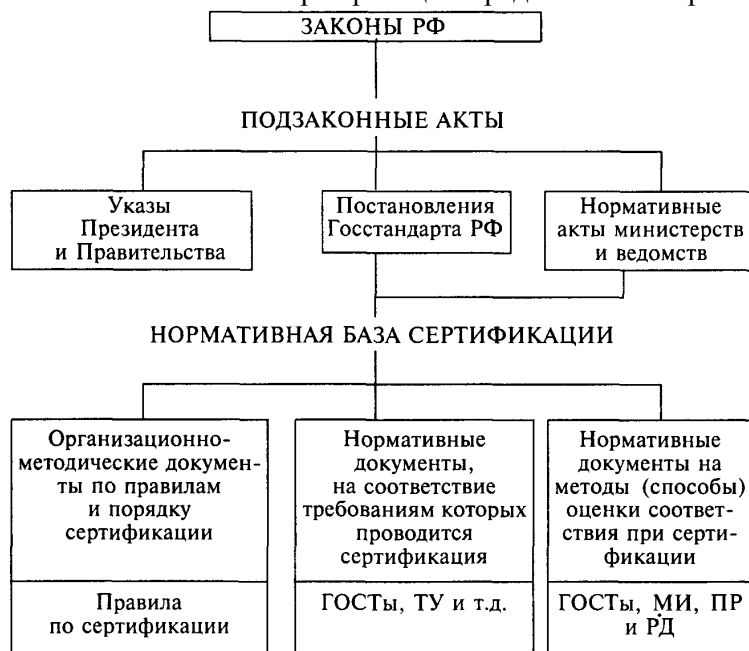 ЗАКОНЫ РФ
ПОДЗАКОННЫЕ АКТЫ
Указы
Президента
и Правительства
Постановления
Госстандарта РФ
Нормативные
акты министерств
и ведомств
НОРМАТИВНАЯ БАЗА СЕРТИФИКАЦИИ
Организационно-
методические докумен-
ты по правилам
и порядку
сертификации
Правила
по сертификации
Нормативные
документы,
на соответствие
требованиям которых
проводится
сертификация
ГОСТы, ТУ и т.д.
Нормативные
документы на
методы (способы)
оценки соответ-
ствия при серти-
фикации
ГОСТы, МИ, ПР
и РД